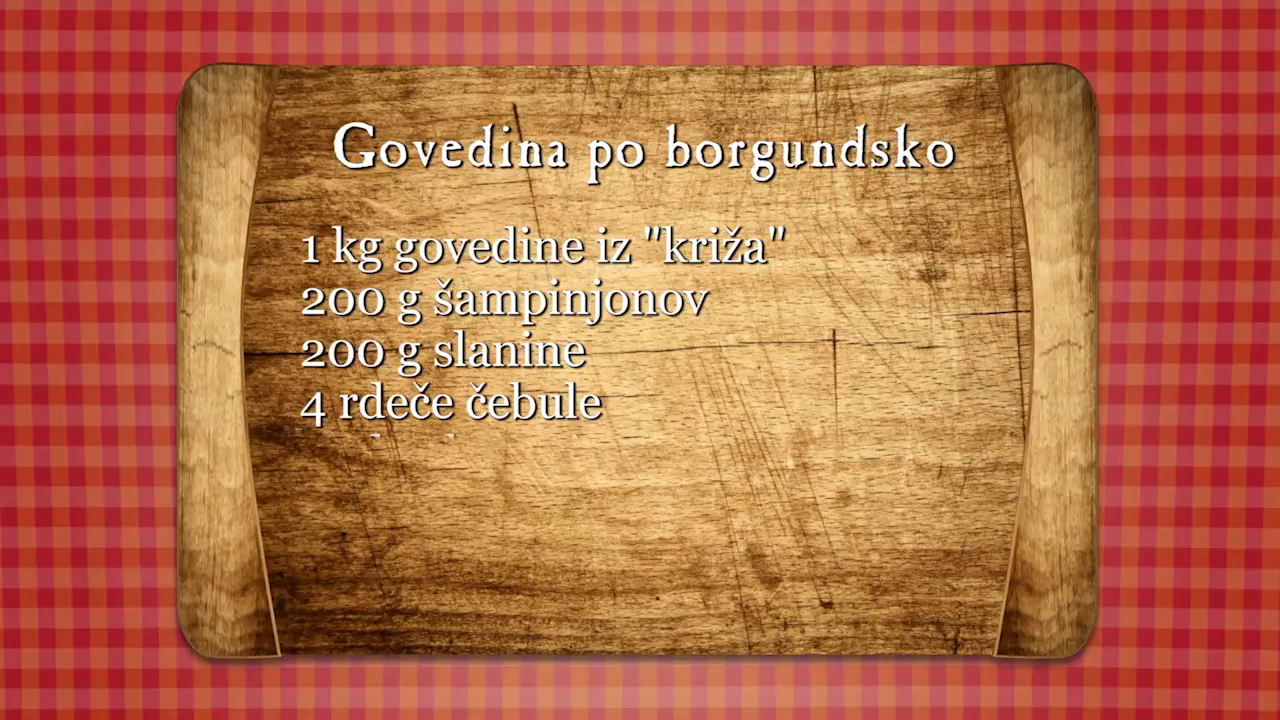 Govedina po borgundsko
1 kg govedine iz "križa"
200 g šampinjonov
200 g slanine
4 rdeče čebule